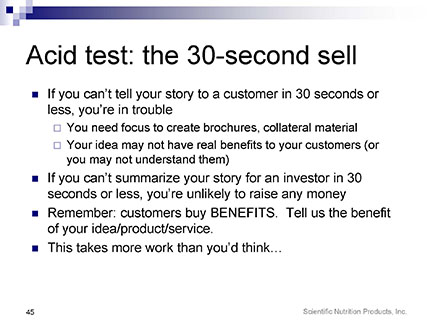 Acid test: the 30-second sell
If you can't tell your story to a customer in 30 seconds or
less, you're in trouble
You need focus to create brochures, collateral material
Your idea may not have real benefits to your customers (or
you may not understand them)
If you can't summarize your story for an investor in 30
seconds or less, you're unlikely to raise any money
Remember: customers buy BENEFITS.  Tell us the benefit
of your idea/product/service.
This takes more work than you'd think…
45
Scientific Nutrition Products, Inc.